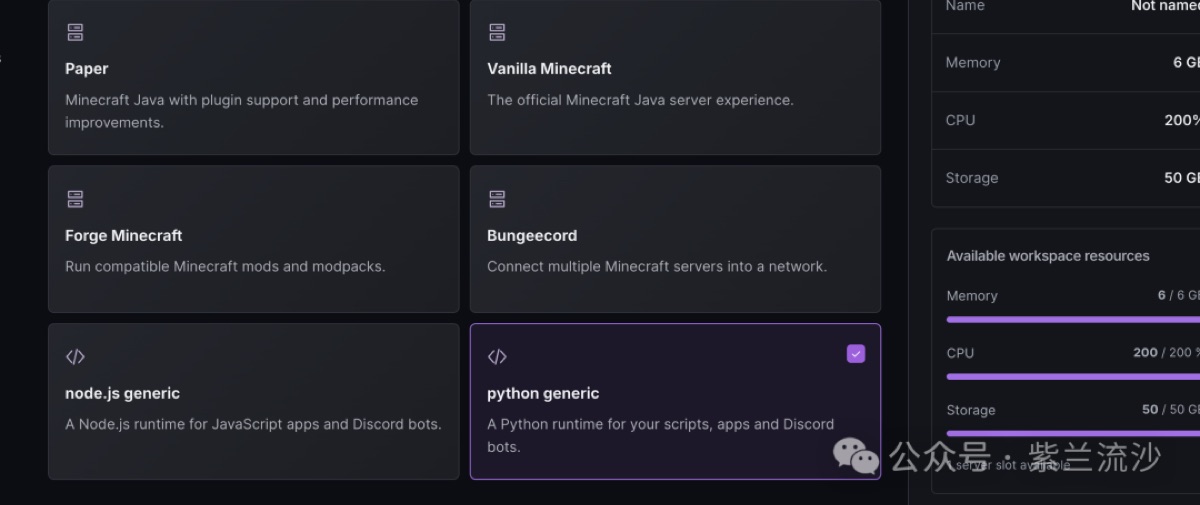 Paper
Minecraft Java with plugin support and performance
improvements.
Vanilla Minecraft
The official Minecraft Java server experience.
Forge Minecraft
Run compatible Minecraft mods and modpacks.
Bungeecord
Connect multiple Minecraft servers into a network.
node.js generic
A Node.js runtime for JavaScript apps and Discord bots.
python generic
A Python runtime for your scripts, apps and Discord
bots.
Name Not named
Memory 6 GB
CPU 200%
Storage 50 GB
Available workspace resources
Memory 6 / 6 GB
CPU 200 / 200 %
Storage 50 / 50 GB
1 server slot available
公众号 · 紫兰流沙